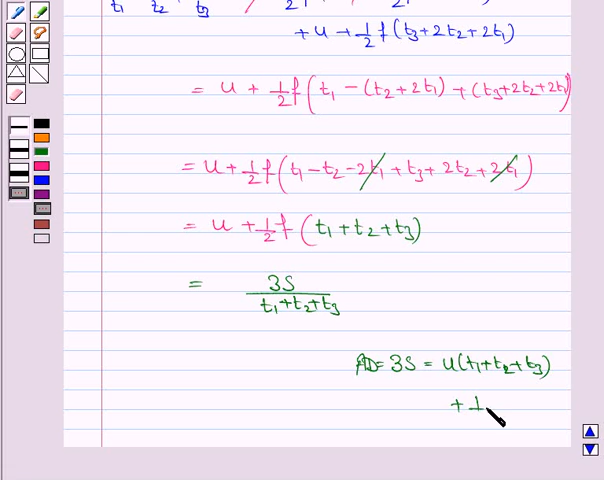 t₁ t₂ t₃ / 2 2
+ u + 1/2 f (t₃+2t₂+2t₁)
= u + 1/2 f (t₁ - (t₂+2t₁) + (t₃+2t₂+2t₁)
= u + 1/2 f (t₁-t₂-2t₁+t₃+2t₂+2t₁)
= u + 1/2 f (t₁+t₂+t₃)
= 3S / t₁+t₂+t₃
AD = 3S = u(t₁+t₂+t₃)
+ 1